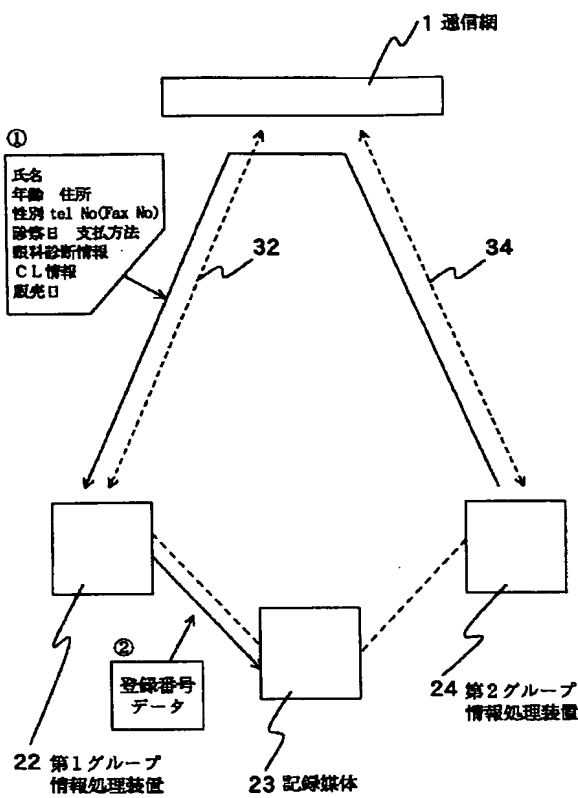 1 通信網
①
氏名
年齢 住所
性別 tel No(Fax No)
診察日 支払方法
眼科診断情報
CL情報
販売日
32
34
②
登録番号
データ
22 第1グループ
情報処理装置
23 記録媒体
24 第2グループ
情報処理装置